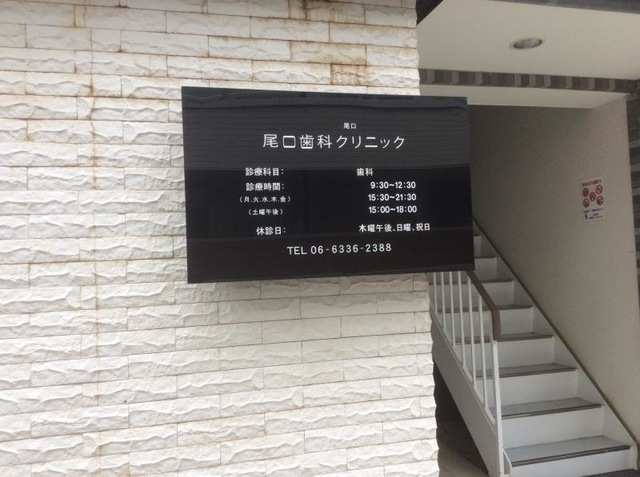 尾口
尾口歯科クリニック
診療科目： 歯科
診療時間： 9:30~12:30
（月.火.水.木.金） 15:30~21:30
（土曜午後） 15:00~18:00
休診日： 木曜午後、日曜、祝日
TEL 06-6336-2388